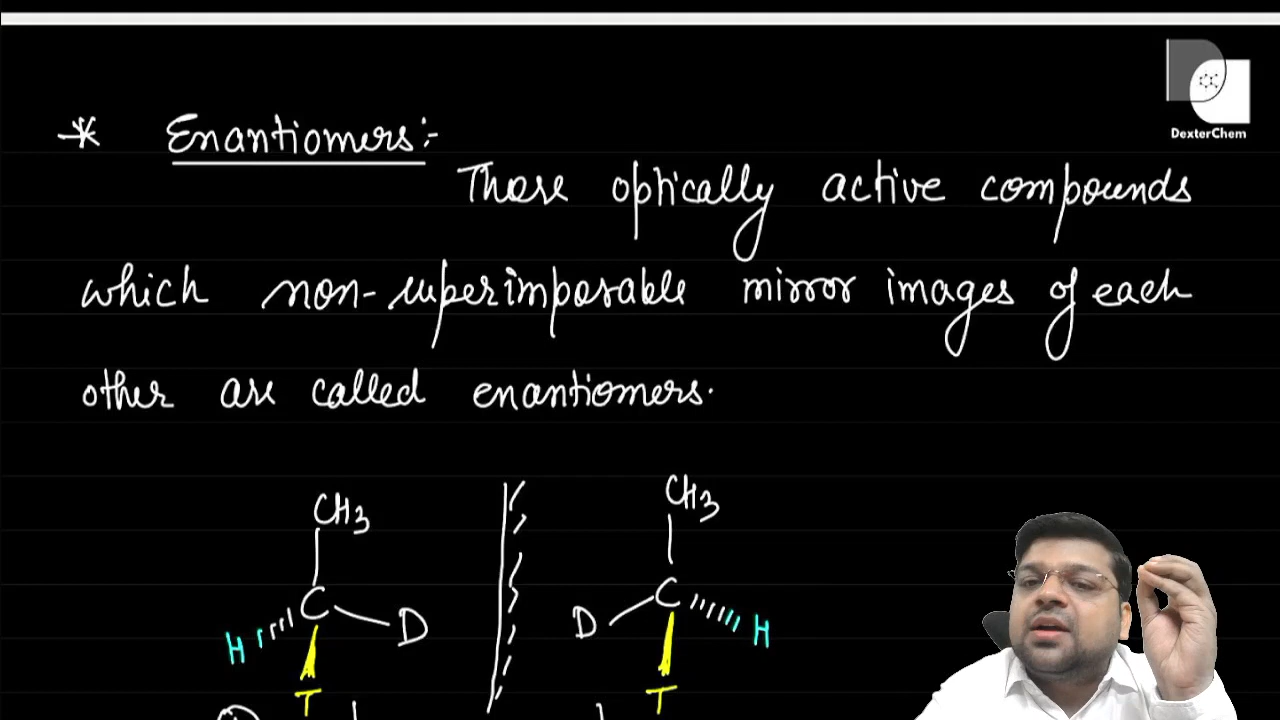 DexterChem
* Enantiomers:-
Those optically active compounds
which non-superimposable mirror images of each
other are called enantiomers.
CH3 CH3
C C
H D D H
T T